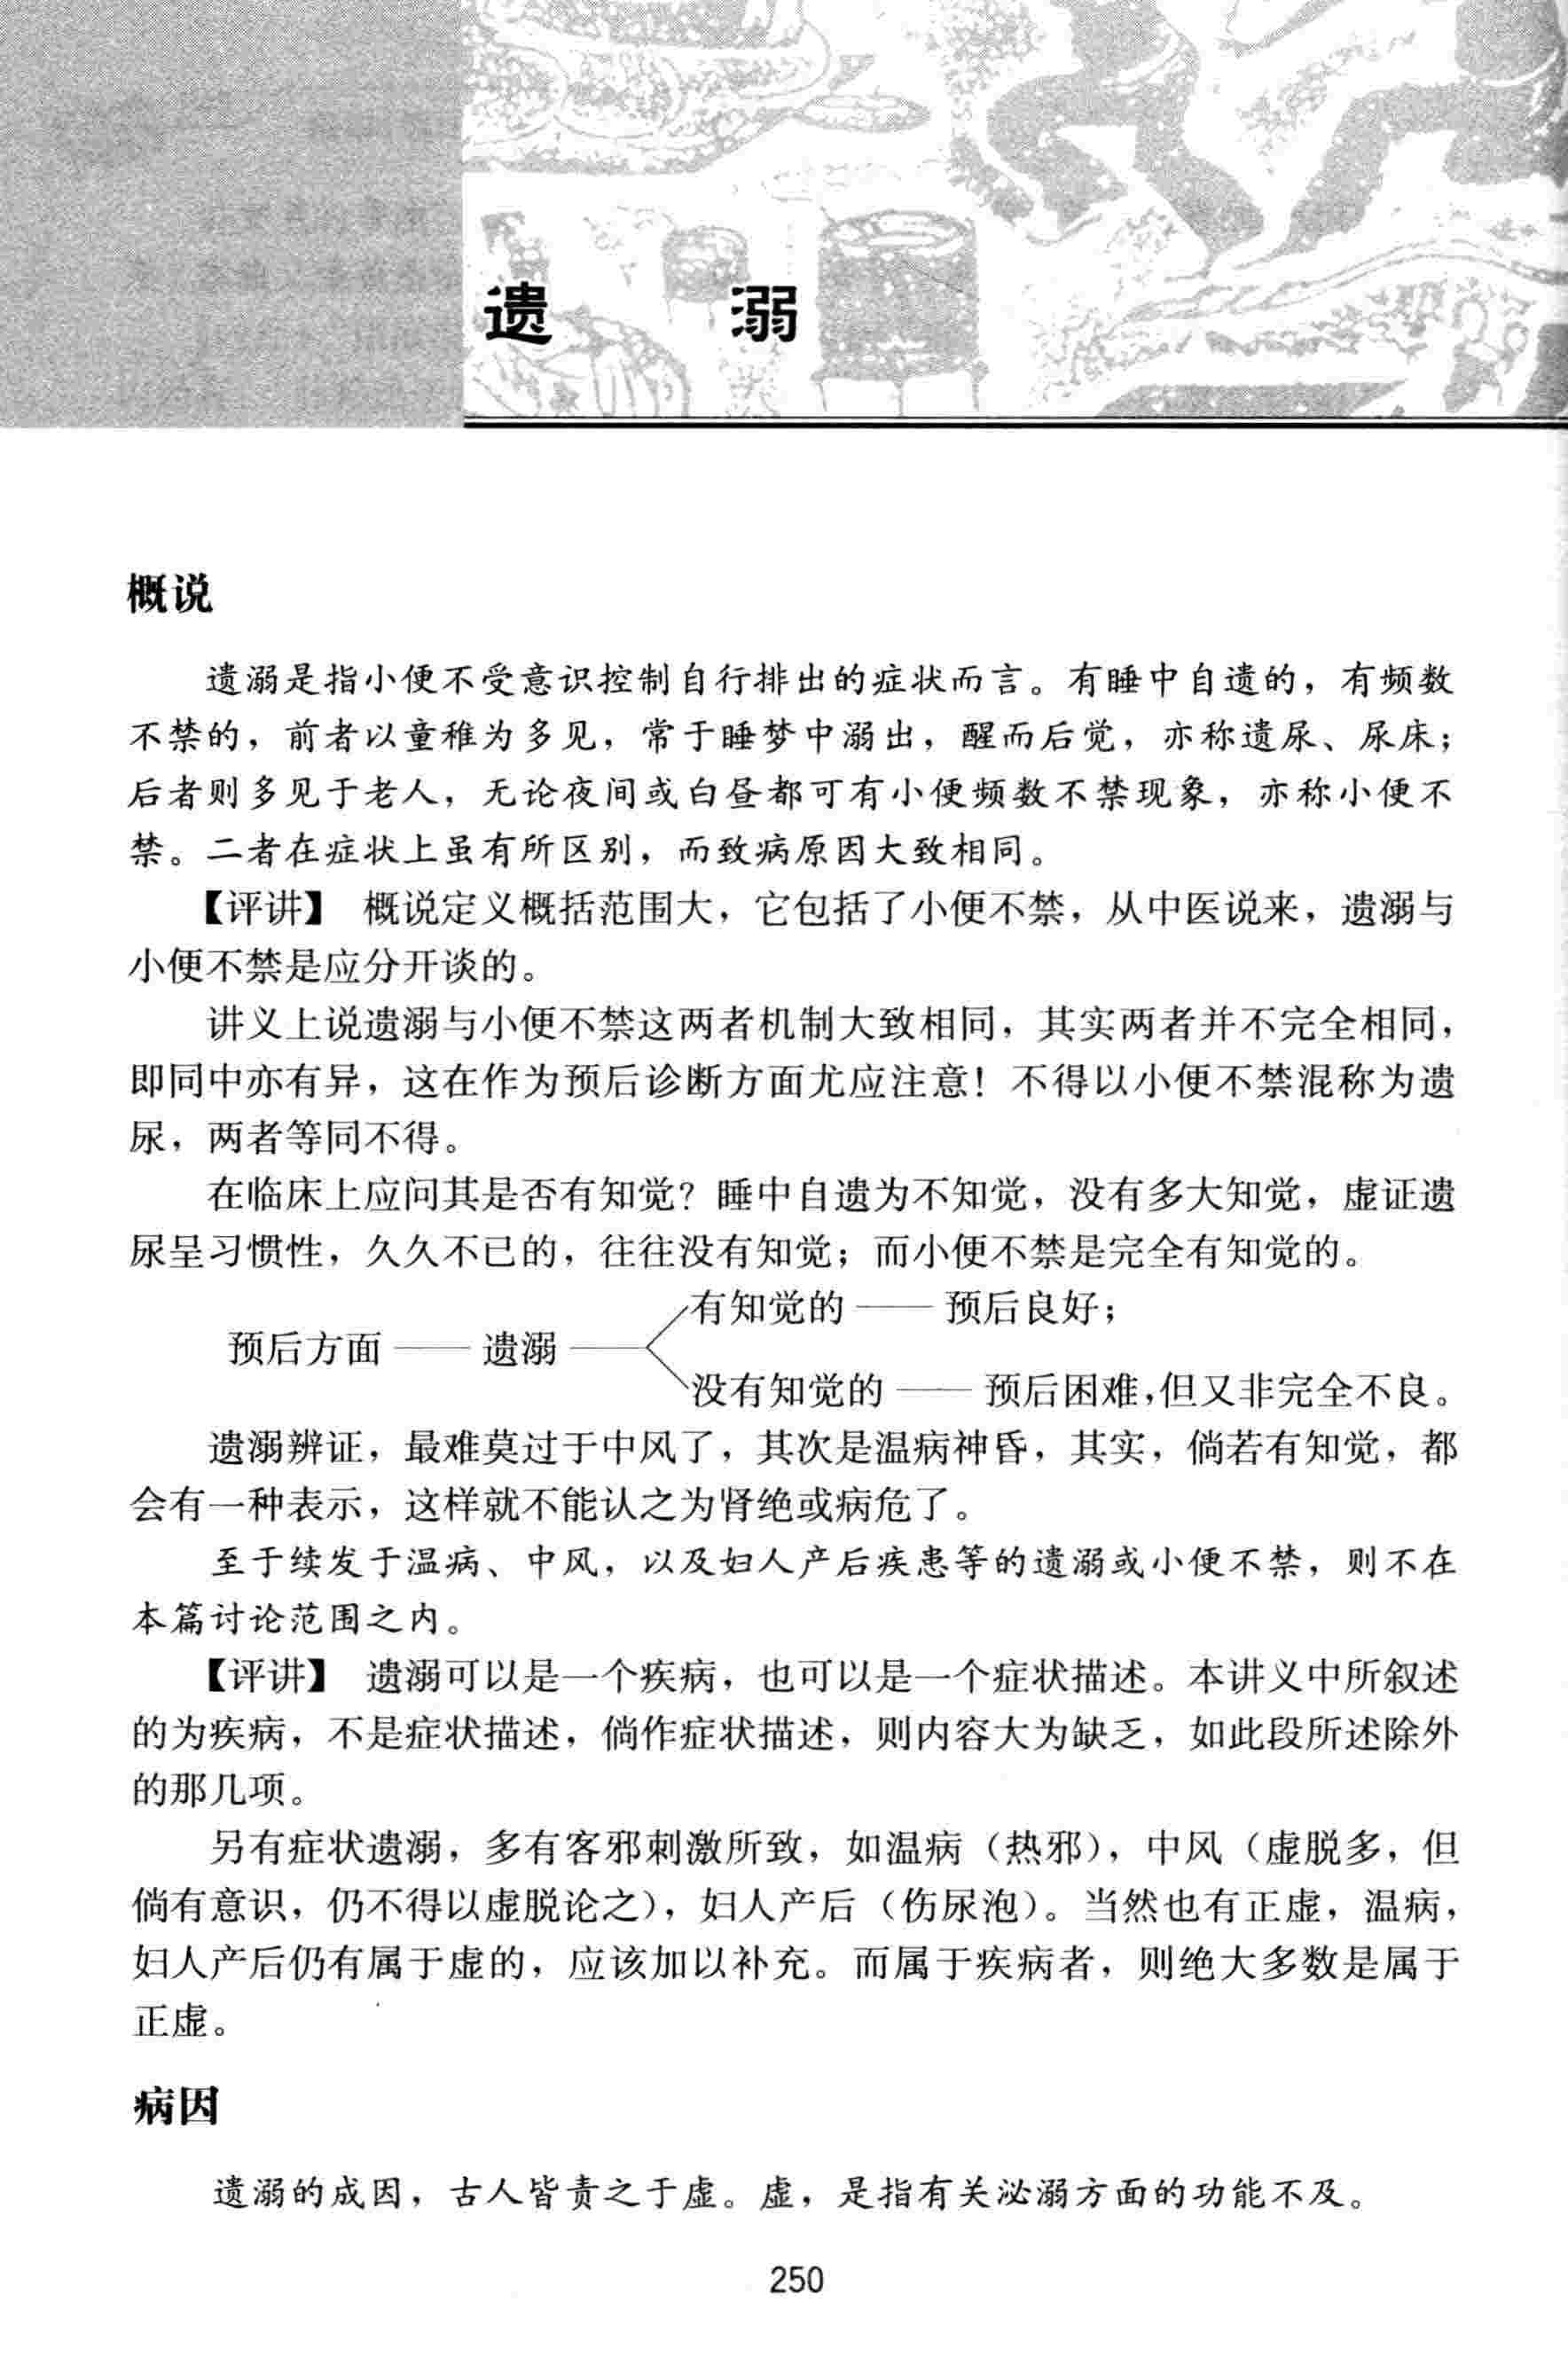 遗 溺
概说
遗溺是指小便不受意识控制自行排出的症状而言。有睡中自遗的，有频数
不禁的，前者以童稚为多见，常于睡梦中溺出，醒而后觉，亦称遗尿、尿床；
后者则多见于老人，无论夜间或白昼都可有小便频数不禁现象，亦称小便不
禁。二者在症状上虽有所区别，而致病原因大致相同。
【评讲】 概说定义概括范围大，它包括了小便不禁，从中医说来，遗溺与
小便不禁是应分开谈的。
讲义上说遗溺与小便不禁这两者机制大致相同，其实两者并不完全相同，
即同中亦有异，这在作为预后诊断方面尤应注意！不得以小便不禁混称为遗
尿，两者等同不得。
在临床上应问其是否有知觉？睡中自遗为不知觉，没有多大知觉，虚证遗
尿呈习惯性，久久不已的，往往没有知觉；而小便不禁是完全有知觉的。
有知觉的 —— 预后良好；
预后方面 —— 遗溺 ——
没有知觉的 —— 预后困难，但又非完全不良。
遗溺辨证，最难莫过于中风了，其次是温病神昏，其实，倘若有知觉，都
会有一种表示，这样就不能认之为肾绝或病危了。
至于续发于温病、中风，以及妇人产后疾患等的遗溺或小便不禁，则不在
本篇讨论范围之内。
【评讲】 遗溺可以是一个疾病，也可以是一个症状描述。本讲义中所叙述
的为疾病，不是症状描述，倘作症状描述，则内容大为缺乏，如此段所述除外
的那几项。
另有症状遗溺，多有客邪刺激所致，如温病（热邪），中风（虚脱多，但
倘有意识，仍不得以虚脱论之），妇人产后（伤尿泡）。当然也有正虚，温病，
妇人产后仍有属于虚的，应该加以补充。而属于疾病者，则绝大多数是属于
正虚。
病因
遗溺的成因，古人皆责之于虚。虚，是指有关泌溺方面的功能不及。
250